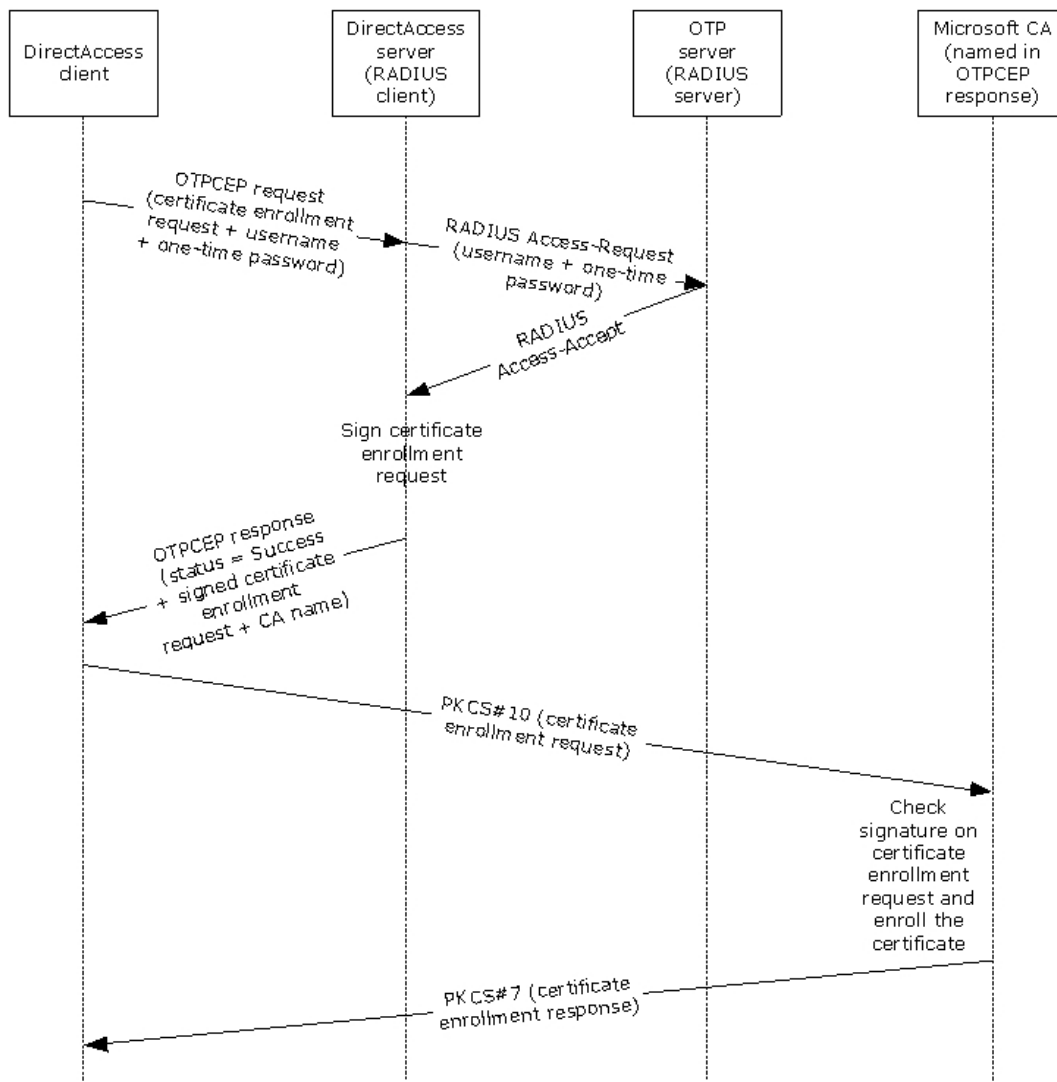 DirectAccess
client
DirectAccess
server
(RADIUS
client)
OTP
server
(RADIUS
server)
Microsoft CA
(named in
OTPCEP
response)
OTPCEP request
(certificate enrollment
request + username
+ one-time password)
RADIUS Access-Request
(username + one-time
password)
RADIUS
Access-Accept
Sign certificate
enrollment
request
OTPCEP response
(status = Success
+ signed certificate
enrollment
request + CA name)
PKCS#10 (certificate
enrollment request)
Check
signature on
certificate
enrollment
request and
enroll the
certificate
PKCS#7 (certificate
enrollment response)